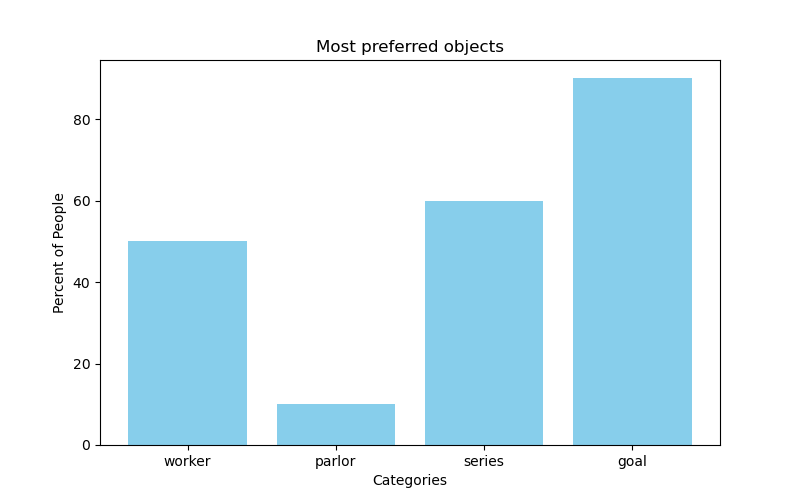 Most preferred objects
Percent of People
80
60
40
20
0
worker parlor series goal
Categories